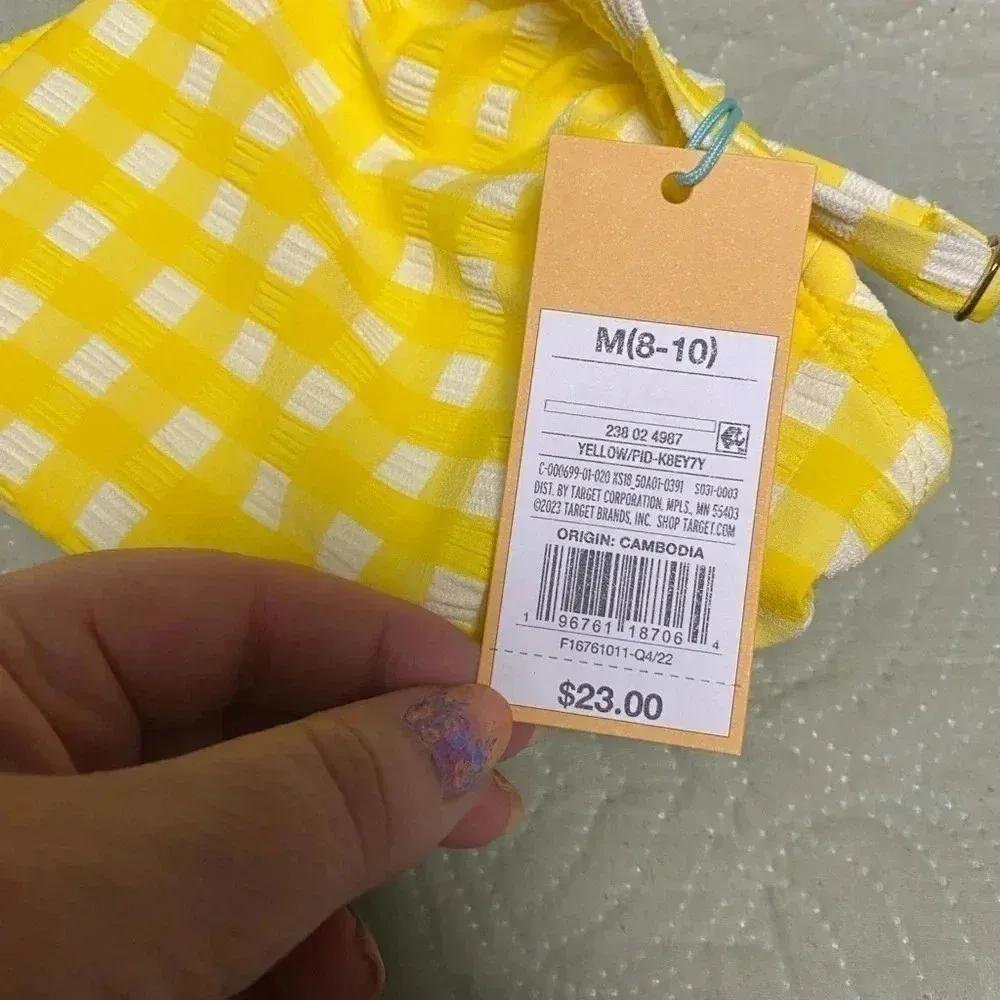 M(8-10)
238 02 4987
YELLOW/PID-K8EY7Y
C-000699-01-020 XS18_50A01-0391 S031-0003
DIST. BY TARGET CORPORATION, MPLS., MN 55403
©2023 TARGET BRANDS, INC. SHOP TARGET.COM
ORIGIN: CAMBODIA
1 96761 18706 4
F16761011-Q4/22
$23.00